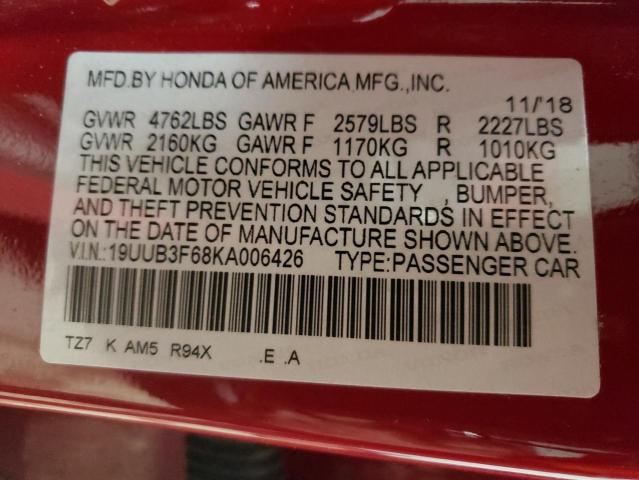 MFD.BY HONDA OF AMERICA MFG.,INC.
11/'18
GVWR 4762LBS GAWR F 2579LBS R 2227LBS
GVWR 2160KG GAWR F 1170KG R 1010KG
THIS VEHICLE CONFORMS TO ALL APPLICABLE
FEDERAL MOTOR VEHICLE SAFETY , BUMPER,
AND THEFT PREVENTION STANDARDS IN EFFECT
ON THE DATE OF MANUFACTURE SHOWN ABOVE.
V.I.N.:19UUB3F68KA006426 TYPE:PASSENGER CAR
TZ7 K AM5 R94X .E .A